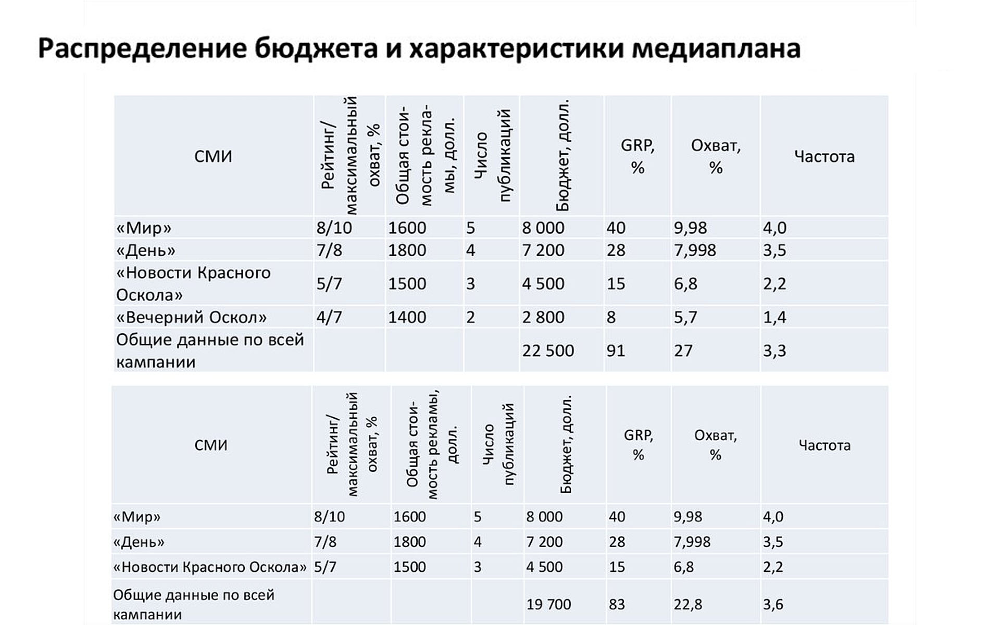 Распределение бюджета и характеристики медиаплана
СМИ
Рейтинг/
максимальный
охват, %
Общая стои-
мость рекла-
мы, долл.
Число
публикаций
Бюджет, долл.
GRP,
%
Охват,
%
Частота
«Мир» 8/10 1600 5 8 000 40 9,98 4,0
«День» 7/8 1800 4 7 200 28 7,998 3,5
«Новости Красного
Оскола» 5/7 1500 3 4 500 15 6,8 2,2
«Вечерний Оскол» 4/7 1400 2 2 800 8 5,7 1,4
Общие данные по всей
кампании 22 500 91 27 3,3
СМИ
Рейтинг/
максимальный
охват, %
Общая стои-
мость рекламы,
долл.
Число
публикаций
Бюджет, долл.
GRP,
%
Охват,
%
Частота
«Мир» 8/10 1600 5 8 000 40 9,98 4,0
«День» 7/8 1800 4 7 200 28 7,998 3,5
«Новости Красного Оскола» 5/7 1500 3 4 500 15 6,8 2,2
Общие данные по всей
кампании 19 700 83 22,8 3,6